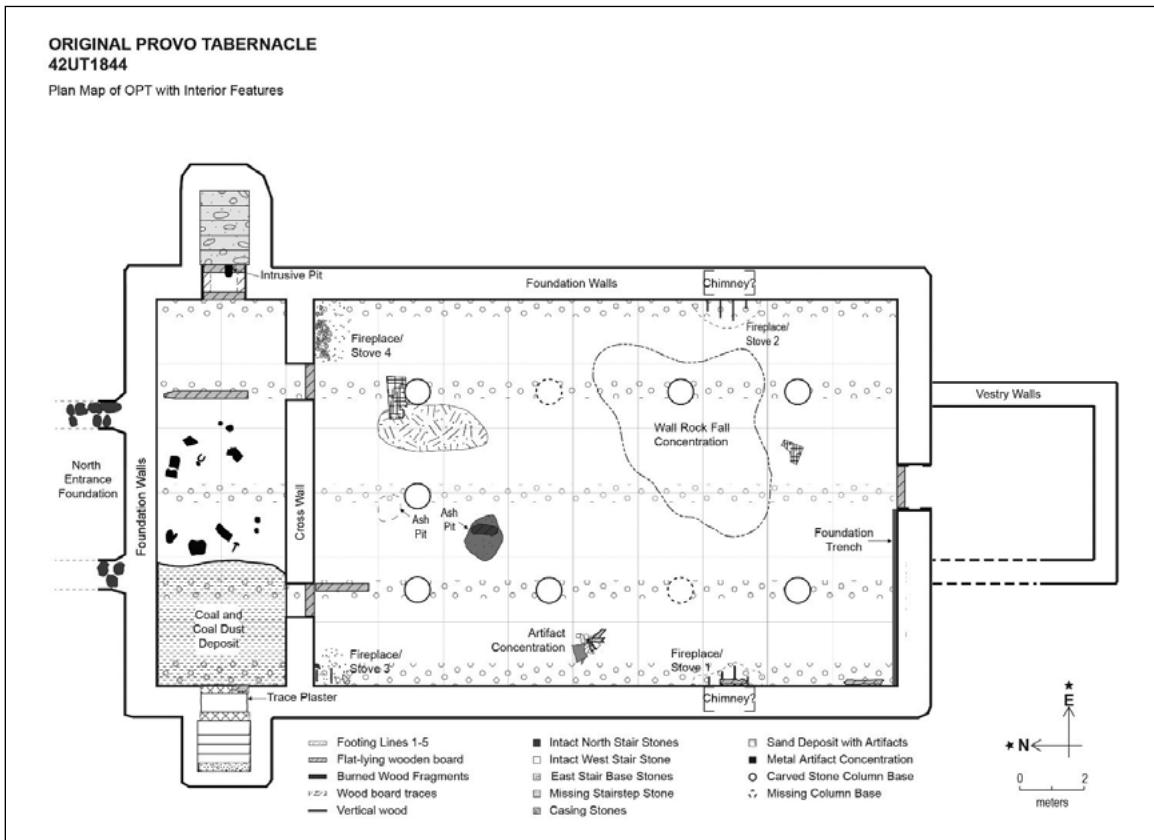 ORIGINAL PROVO TABERNACLE
42UT1844
Plan Map of OPT with Interior Features
Intrusive Pit
Foundation Walls
Chimney?
Fireplace/
Stove 4
Fireplace/
Stove 2
Vestry Walls
Wall Rock Fall
Concentration
North
Entrance
Foundation
Foundation Walls
Cross Wall
Ash
Pit
Ash
Pit
Foundation
Trench
Coal and
Coal Dust
Deposit
Artifact
Concentration
Fireplace/
Stove 3
Fireplace/
Stove 1
Trace Plaster
Chimney?
Footing Lines 1-5
Flat-lying wooden board
Burned Wood Fragments
Wood board traces
Vertical wood
Intact North Stair Stones
Intact West Stair Stone
East Stair Base Stones
Missing Stairstep Stone
Casing Stones
Sand Deposit with Artifacts
Metal Artifact Concentration
Carved Stone Column Base
Missing Column Base
E
N
0 2
meters